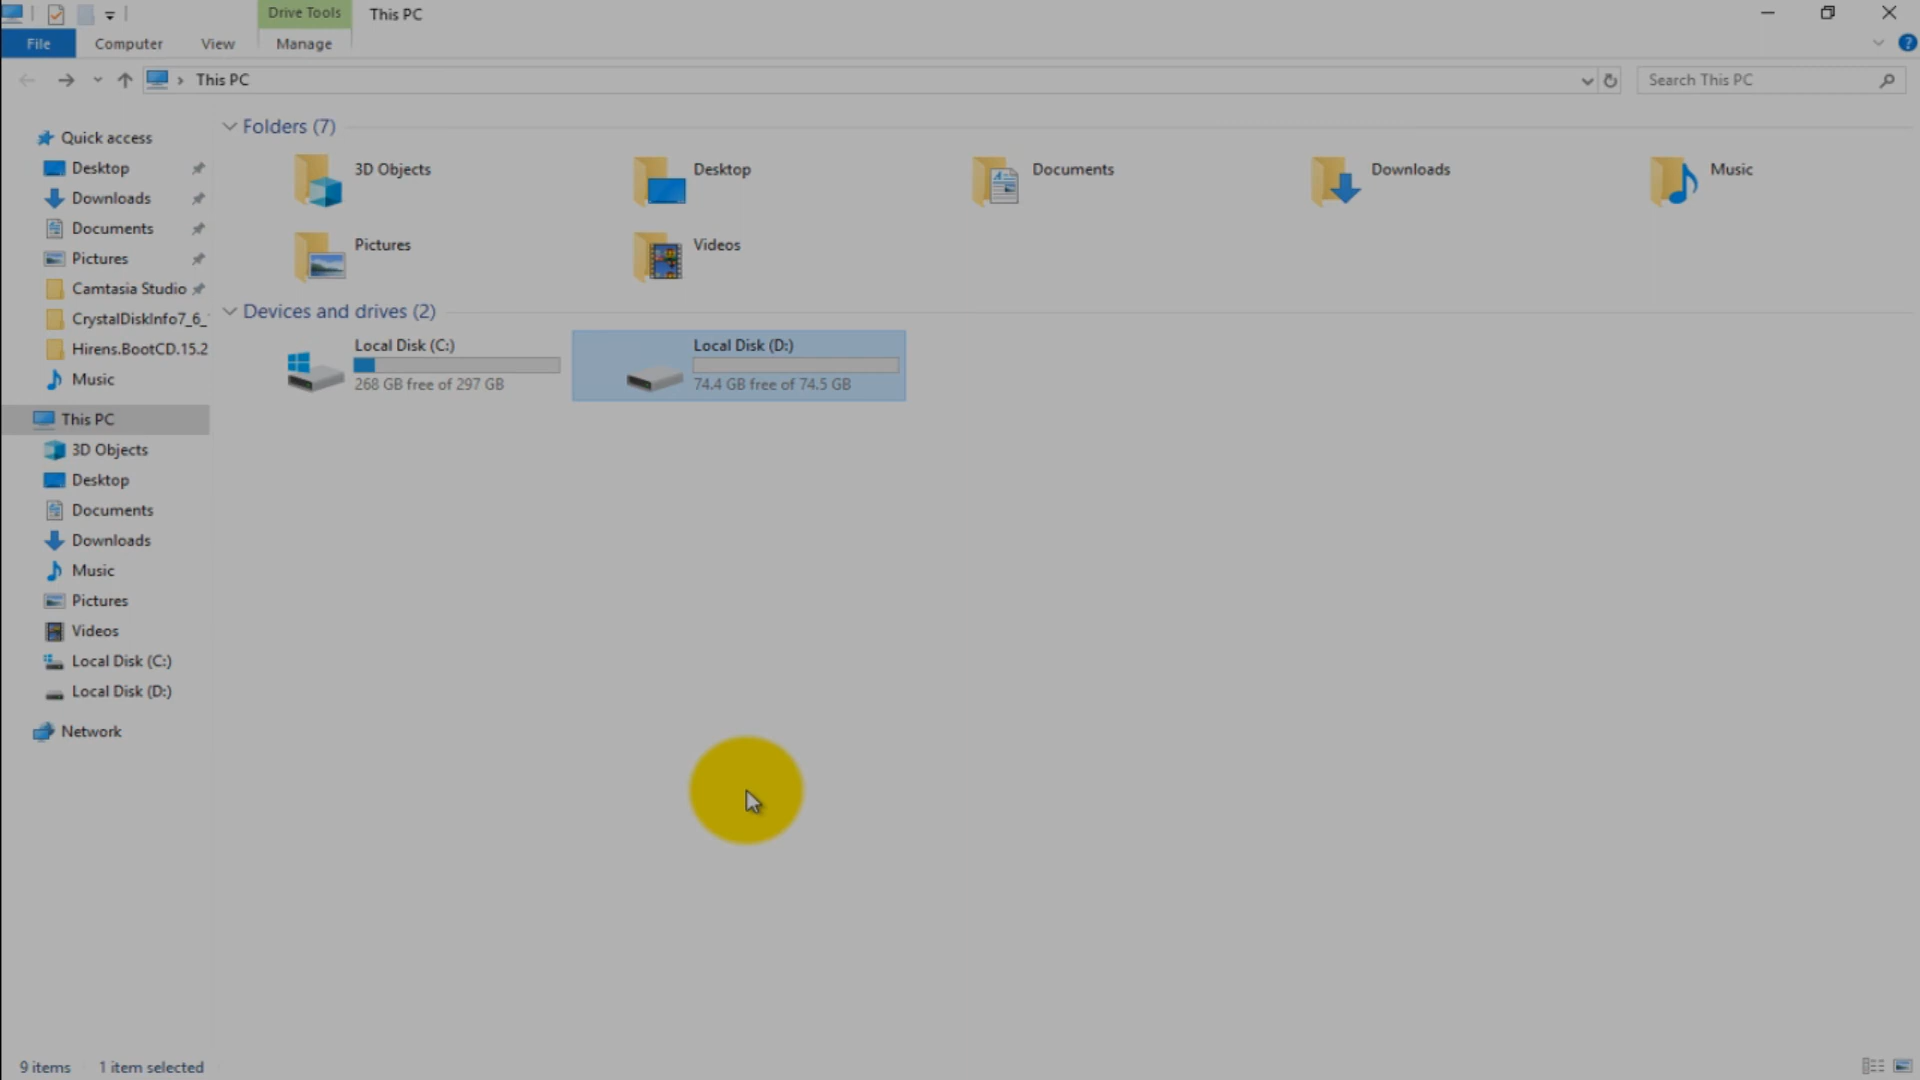 Drive Tools
This PC
File
Computer
View
Manage
This PC
Search This PC
Quick access
Desktop
Downloads
Documents
Pictures
Camtasia Studio
CrystalDiskInfo7_6_
Hirens.BootCD.15.2
Music
This PC
3D Objects
Desktop
Documents
Downloads
Music
Pictures
Videos
Local Disk (C:)
Local Disk (D:)
Network
Folders (7)
3D Objects
Desktop
Documents
Downloads
Music
Pictures
Videos
Devices and drives (2)
Local Disk (C:)
268 GB free of 297 GB
Local Disk (D:)
74.4 GB free of 74.5 GB
9 items
1 item selected